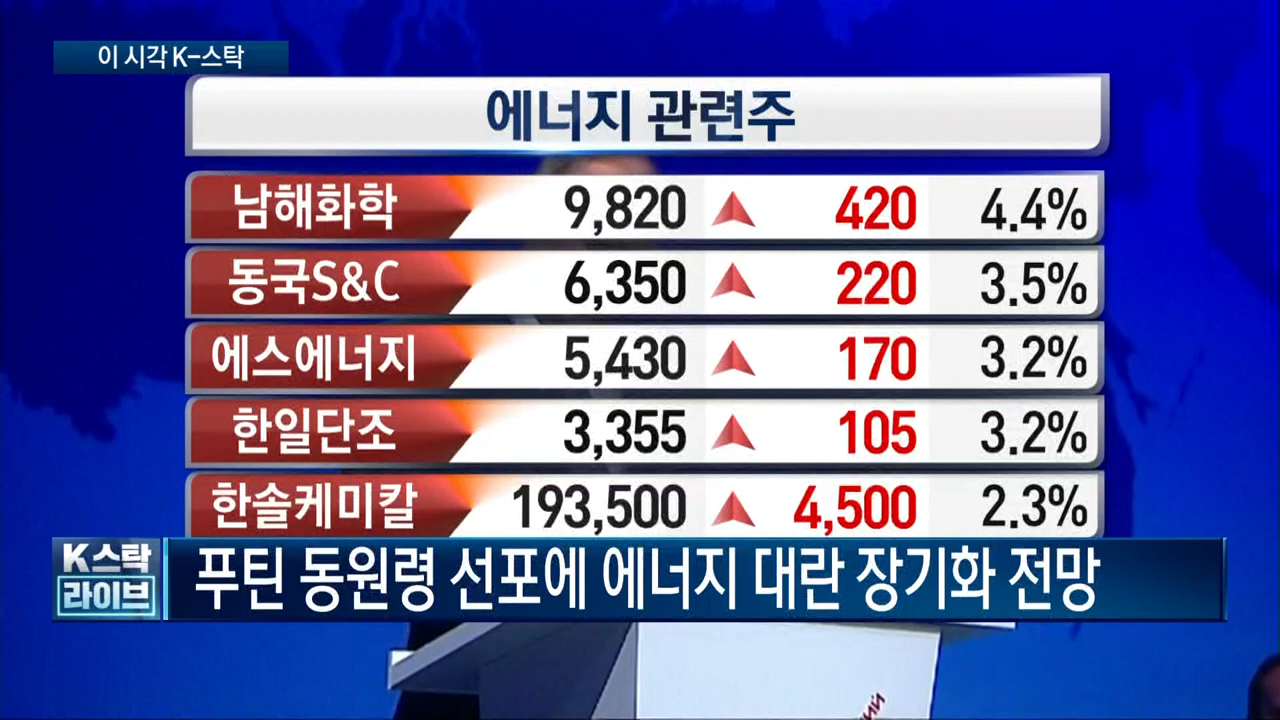 이 시각 K-스탁
에너지 관련주
남해화학 9,820 ▲ 420 4.4%
동국S&C 6,350 ▲ 220 3.5%
에스에너지 5,430 ▲ 170 3.2%
한일단조 3,355 ▲ 105 3.2%
한솔케미칼 193,500 ▲ 4,500 2.3%
K스탁
라이브
푸틴 동원령 선포에 에너지 대란 장기화 전망